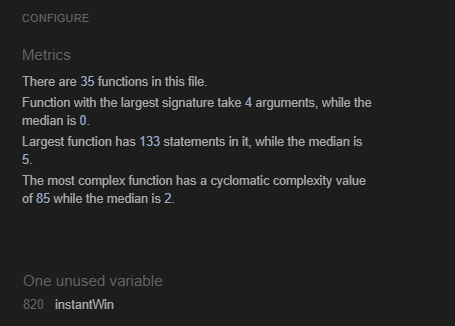 CONFIGURE
Metrics
There are 35 functions in this file.
Function with the largest signature take 4 arguments, while the
median is 0.
Largest function has 133 statements in it, while the median is
5.
The most complex function has a cyclomatic complexity value
of 85 while the median is 2.
One unused variable
820 instantWin